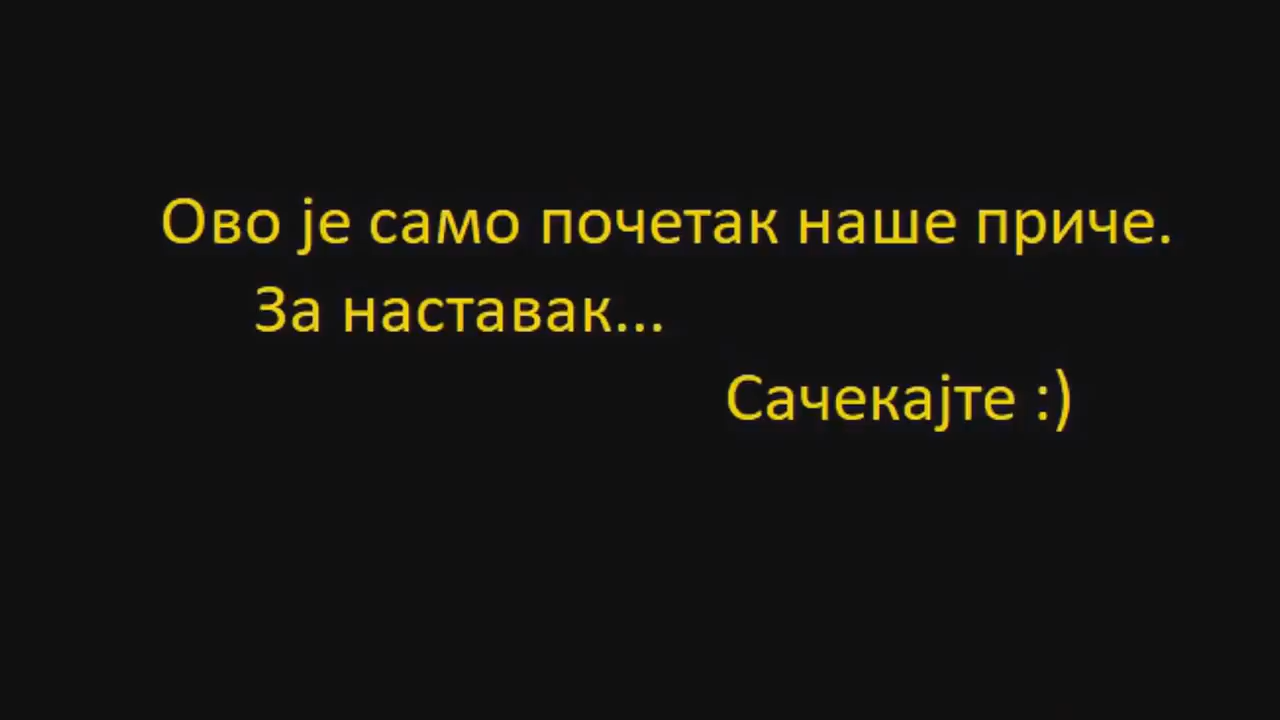 Ово је само почетак наше приче.
За наставак...
Сачекајте :)